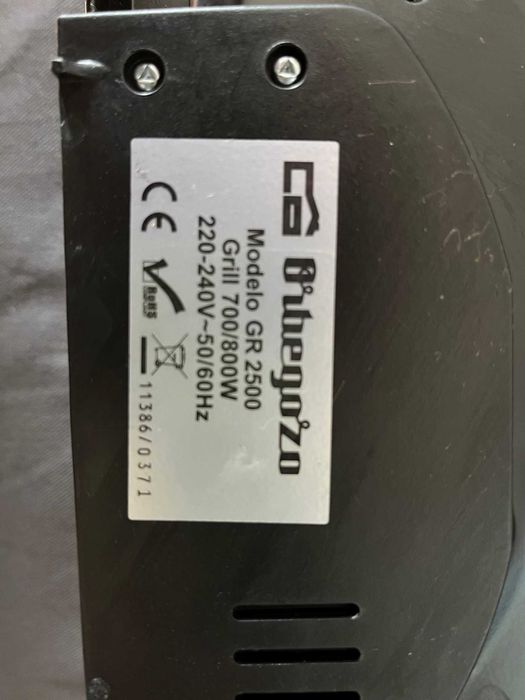 Orbegozo
Modelo GR 2500
Grill 700/800W
220-240V~50/60Hz
CE RoHS
11386/0371